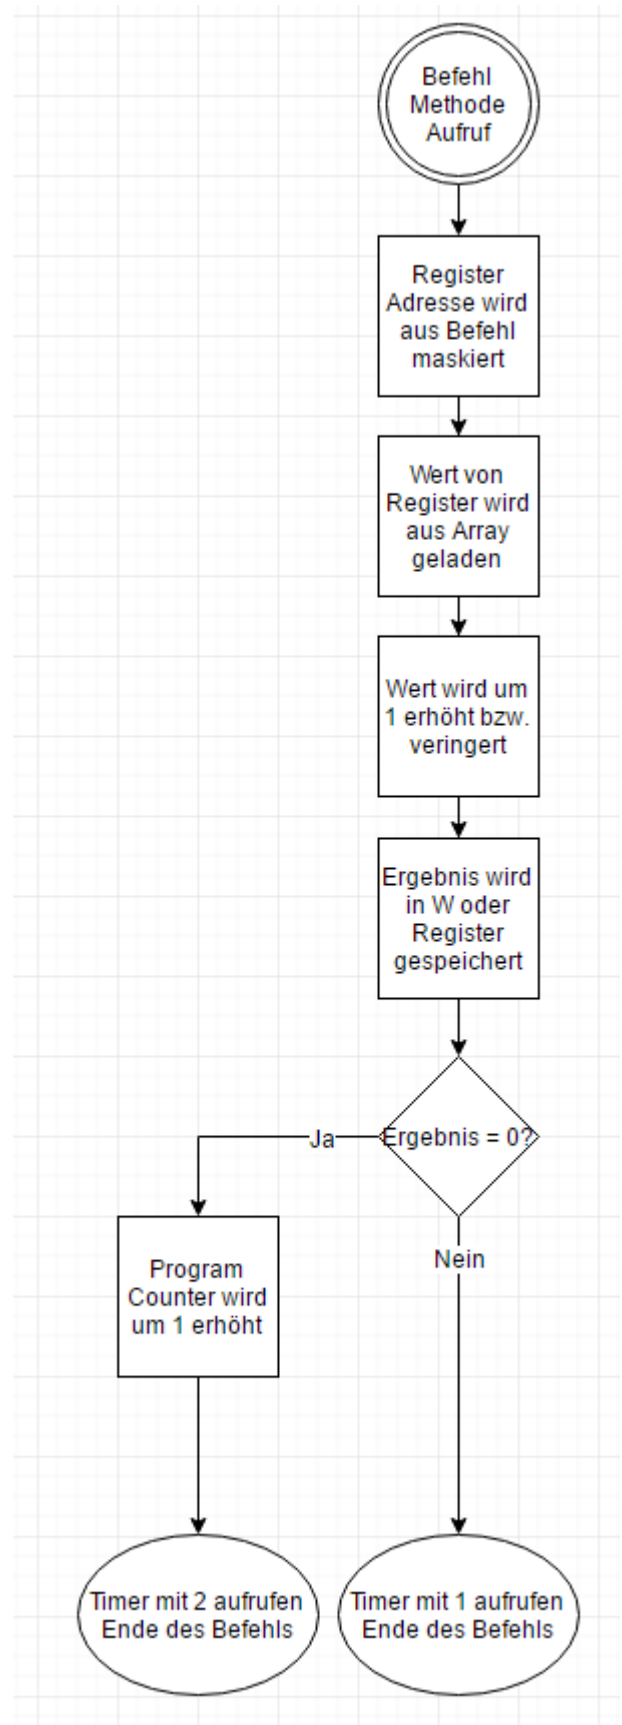 Befehl
Methode
Aufruf
Register
Adresse wird
aus Befehl
maskiert
Wert von
Register wird
aus Array
geladen
Wert wird um
1 erhöht bzw.
veringert
Ergebnis wird
in W oder
Register
gespeichert
Ergebnis = 0?
Ja
Nein
Program
Counter wird
um 1 erhöht
Timer mit 2 aufrufen
Ende des Befehls
Timer mit 1 aufrufen
Ende des Befehls